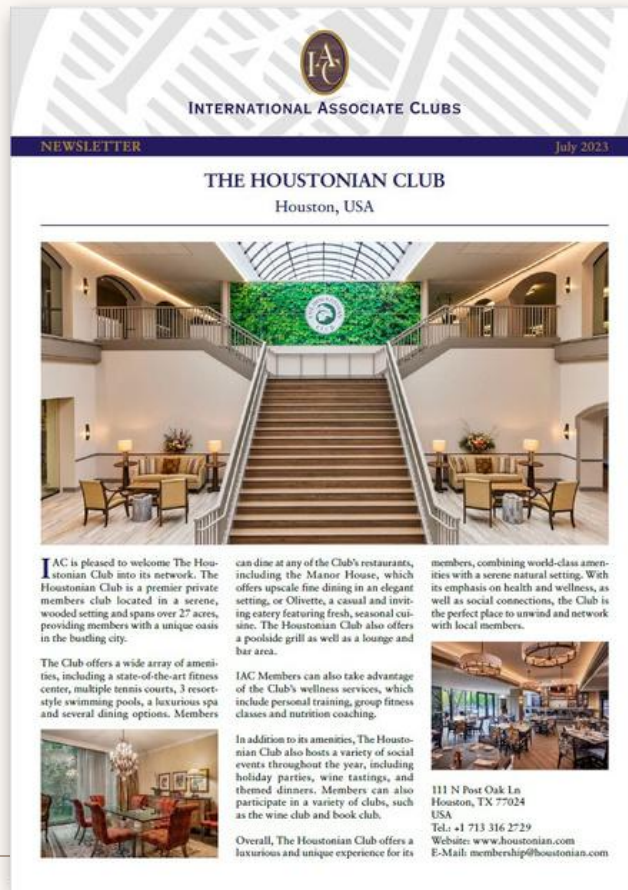 IAC
INTERNATIONAL ASSOCIATE CLUBS
NEWSLETTER
July 2023
THE HOUSTONIAN CLUB
Houston, USA
THE HOUSTONIAN
CLUB
IAC is pleased to welcome The Hou-
stonian Club into its network. The
Houstonian Club is a premier private
members club located in a serene,
wooded setting and spans over 27 acres,
providing members with a unique oasis
in the bustling city.
The Club offers a wide array of ameni-
ties, including a state-of-the-art fitness
center, multiple tennis courts, 3 resort-
style swimming pools, a luxurious spa
and several dining options. Members
can dine at any of the Club's restaurants,
including the Manor House, which
offers upscale fine dining in an elegant
setting, or Olivette, a casual and invit-
ing eatery featuring fresh, seasonal cui-
sine. The Houstonian Club also offers
a poolside grill as well as a lounge and
bar area.
IAC Members can also take advantage
of the Club's wellness services, which
include personal training, group fitness
classes and nutrition coaching.
In addition to its amenities, The Housto-
nian Club also hosts a variety of social
events throughout the year, including
holiday parties, wine tastings, and
themed dinners. Members can also
participate in a variety of clubs, such
as the wine club and book club.
Overall, The Houstonian Club offers a
luxurious and unique experience for its
members, combining world-class amen-
ities with a serene natural setting. With
its emphasis on health and wellness, as
well as social connections, the Club is
the perfect place to unwind and network
with local members.
111 N Post Oak Ln
Houston, TX 77024
USA
Tel.: +1 713 316 2729
Website: www.houstonian.com
E-Mail: membership@houstonian.com